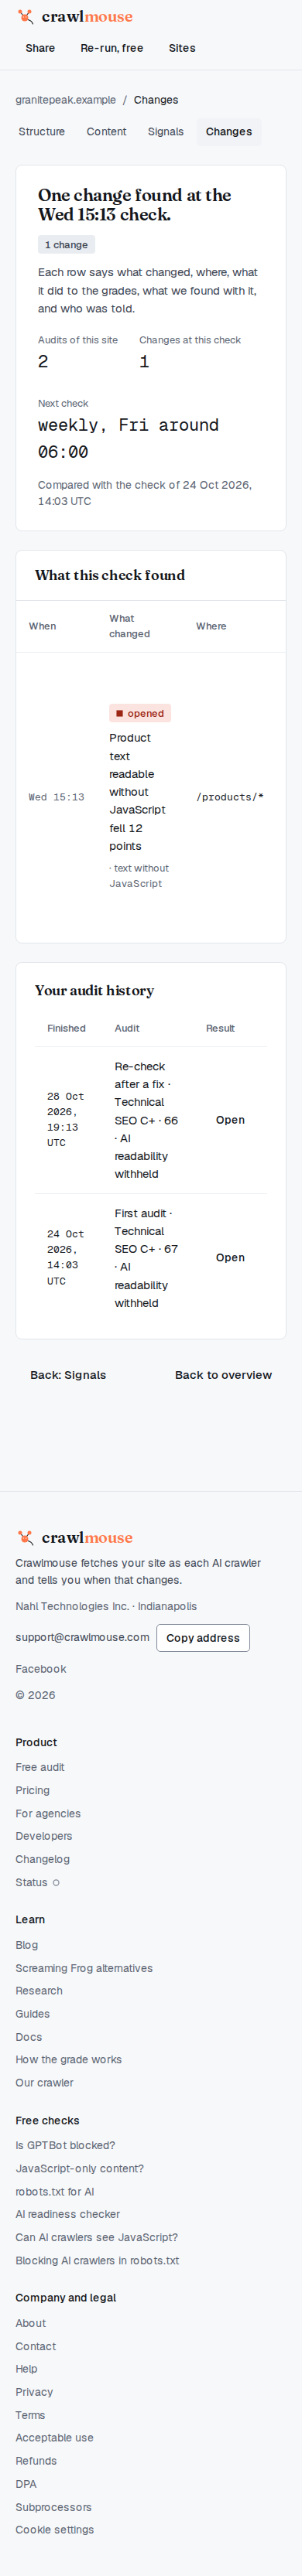 crawlmouse
Share Re-run, free Sites
granitepeak.example / Changes
Structure Content Signals Changes
One change found at the
Wed 15:13 check.
1 change
Each row says what changed, where, what
it did to the grades, what we found with it,
and who was told.
Audits of this site Changes at this check
2 1
Next check
weekly, Fri around
06:00
Compared with the check of 24 Oct 2026,
14:03 UTC
What this check found
When What changed Where
Wed 15:13
opened
Product
text
readable
without
JavaScript
fell 12
points
· text without
JavaScript
/products/*
Your audit history
Finished Audit Result
28 Oct
2026,
19:13
UTC
Re-check
after a fix ·
Technical
SEO C+ · 66
· AI
readability
withheld
Open
24 Oct
2026,
14:03
UTC
First audit ·
Technical
SEO C+ · 67
· AI
readability
withheld
Open
Back: Signals Back to overview
crawlmouse
Crawlmouse fetches your site as each AI crawler
and tells you when that changes.
Nahl Technologies Inc. · Indianapolis
support@crawlmouse.com Copy address
Facebook
© 2026
Product
Free audit
Pricing
For agencies
Developers
Changelog
Status
Learn
Blog
Screaming Frog alternatives
Research
Guides
Docs
How the grade works
Our crawler
Free checks
Is GPTBot blocked?
JavaScript-only content?
robots.txt for AI
AI readiness checker
Can AI crawlers see JavaScript?
Blocking AI crawlers in robots.txt
Company and legal
About
Contact
Help
Privacy
Terms
Acceptable use
Refunds
DPA
Subprocessors
Cookie settings